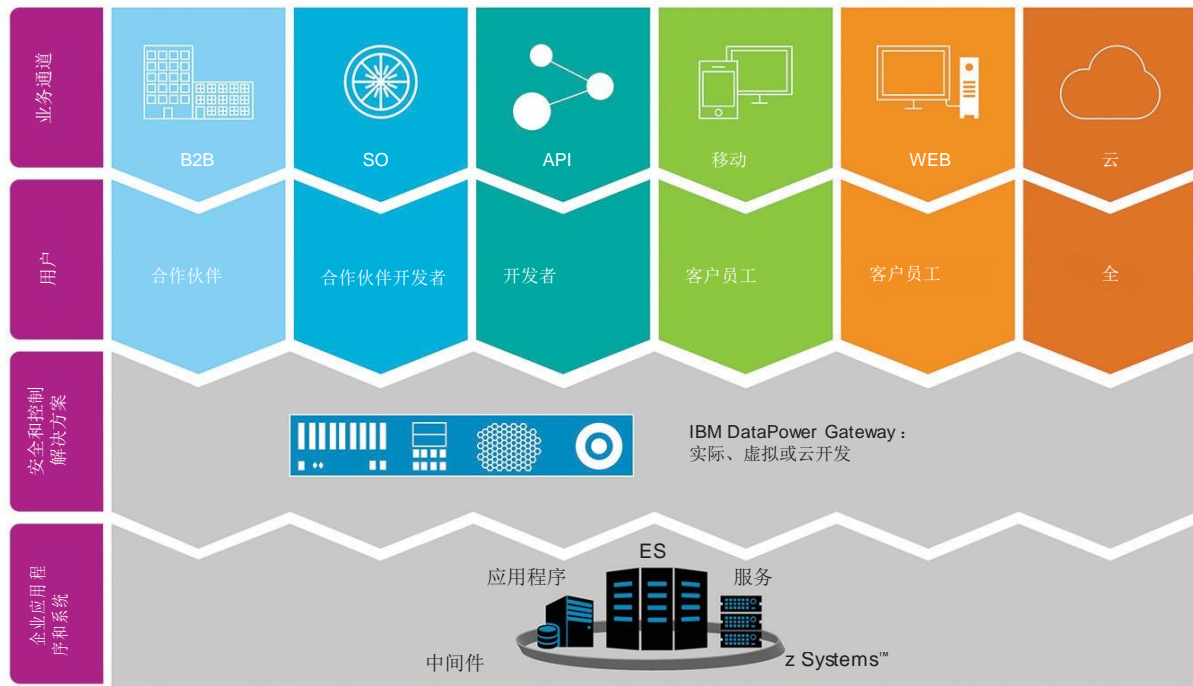 业务通道
B2B
SO
API
移动
WEB
云
用户
合作伙伴
合作伙伴开发者
开发者
客户员工
客户员工
全
安全和控制
解决方案
IBM DataPower Gateway：
实际、虚拟或云开发
企业应用程
序和系统
ES
应用程序
服务
中间件
z Systems™